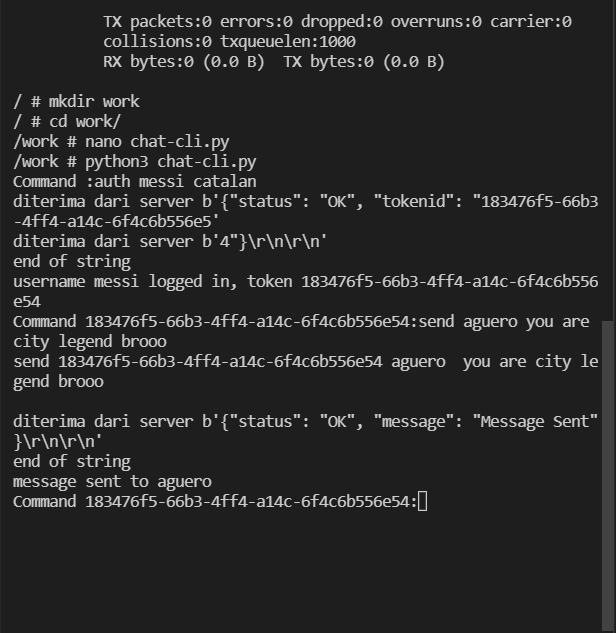 TX packets:0 errors:0 dropped:0 overruns:0 carrier:0
collisions:0 txqueuelen:1000
RX bytes:0 (0.0 B)  TX bytes:0 (0.0 B)
/ # mkdir work
/ # cd work/
/work # nano chat-cli.py
/work # python3 chat-cli.py
Command :auth messi catalan
diterima dari server b'{"status": "OK", "tokenid": "183476f5-66b3
-4ff4-a14c-6f4c6b556e5'
diterima dari server b'4"}\r\n\r\n'
end of string
username messi logged in, token 183476f5-66b3-4ff4-a14c-6f4c6b556
e54
Command 183476f5-66b3-4ff4-a14c-6f4c6b556e54:send aguero you are
city legend brooo
send 183476f5-66b3-4ff4-a14c-6f4c6b556e54 aguero  you are city le
gend brooo
diterima dari server b'{"status": "OK", "message": "Message Sent"
}\r\n\r\n'
end of string
message sent to aguero
Command 183476f5-66b3-4ff4-a14c-6f4c6b556e54: